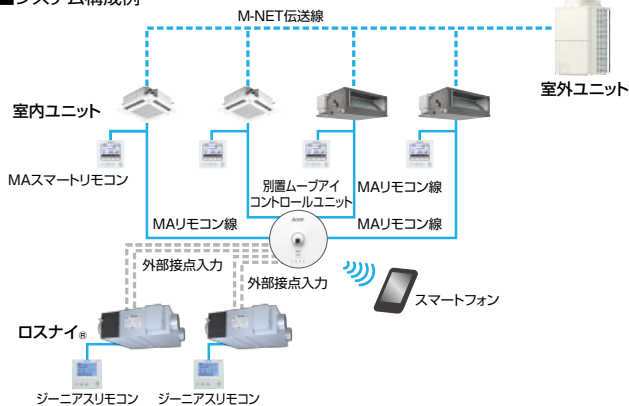 ■システム構成例
M-NET伝送線
室外ユニット
室内ユニット
MAスマートリモコン
別置ムーブアイ
コントロールユニット
MAリモコン線
MAリモコン線
MAリモコン線
外部接点入力
外部接点入力
スマートフォン
ロスナイ®
ジーニアスリモコン
ジーニアスリモコン